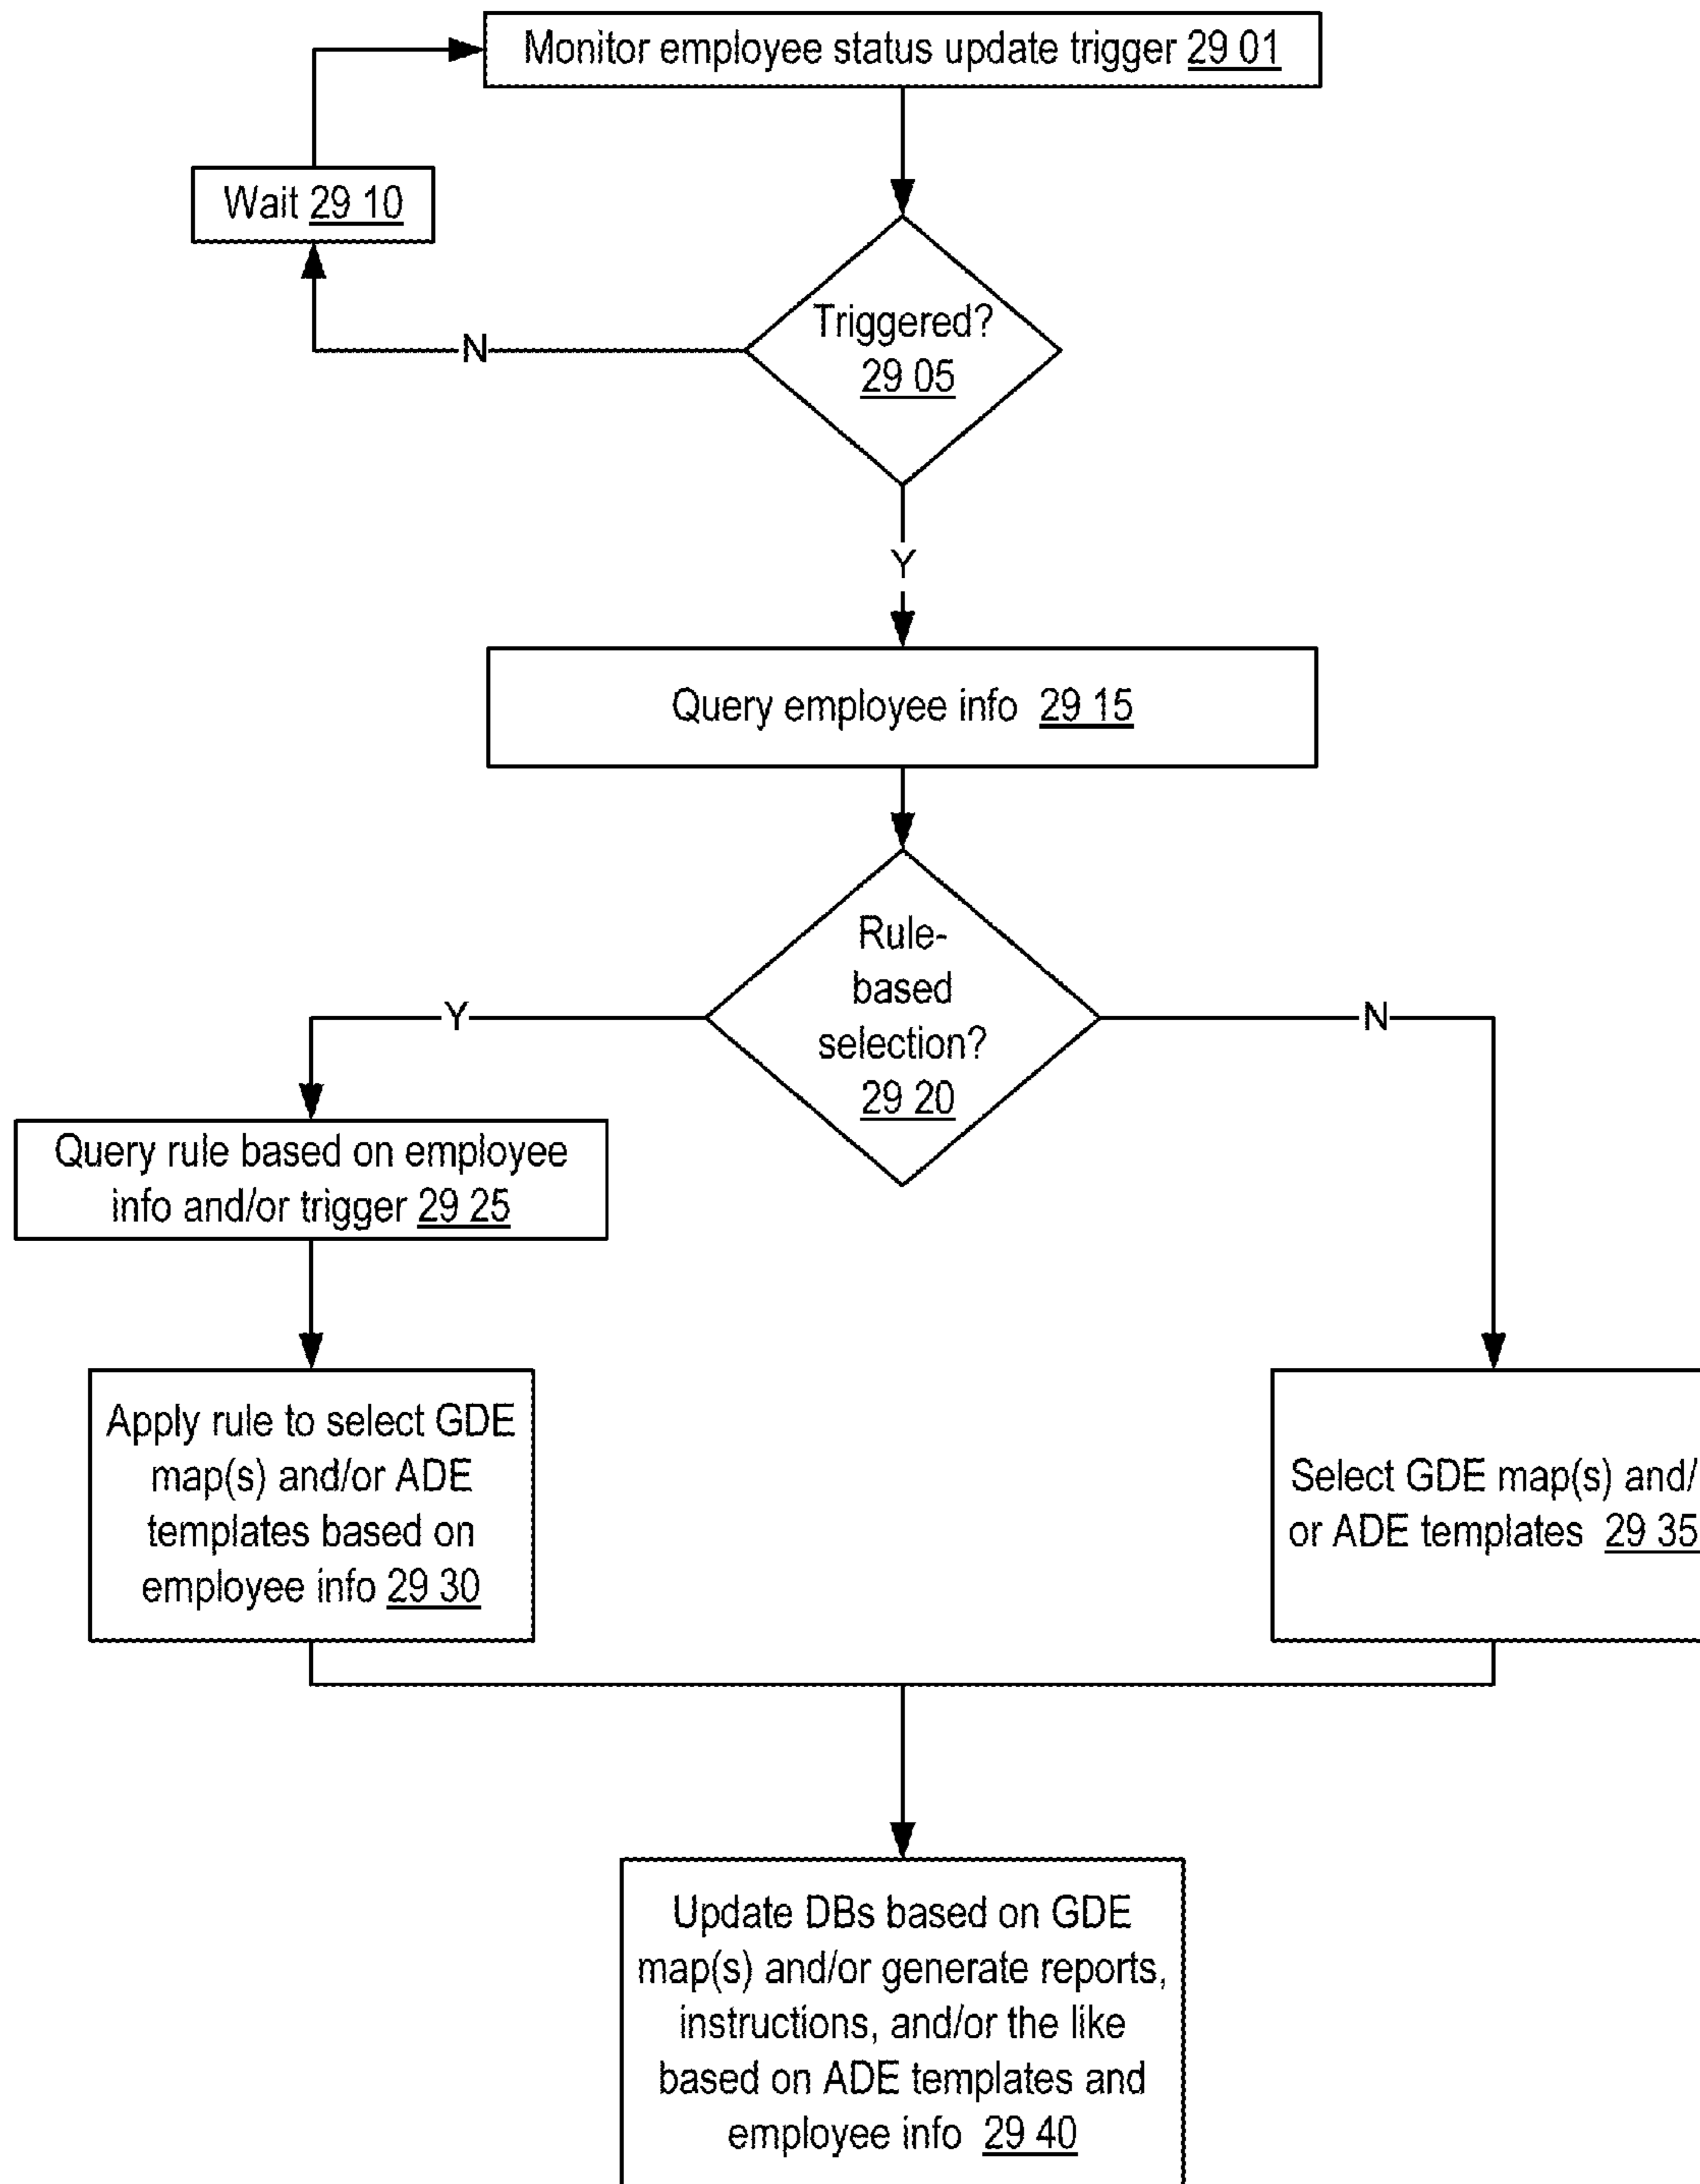 Monitor employee status update trigger 29 01
Wait 29 10
Triggered?
29 05
N
Y
Query employee info 29 15
Rule-
based
selection?
29 20
Y
N
Query rule based on employee
info and/or trigger 29 25
Apply rule to select GDE
map(s) and/or ADE
templates based on
employee info 29 30
Select GDE map(s) and/
or ADE templates 29 35
Update DBs based on GDE
map(s) and/or generate reports,
instructions, and/or the like
based on ADE templates and
employee info 29 40